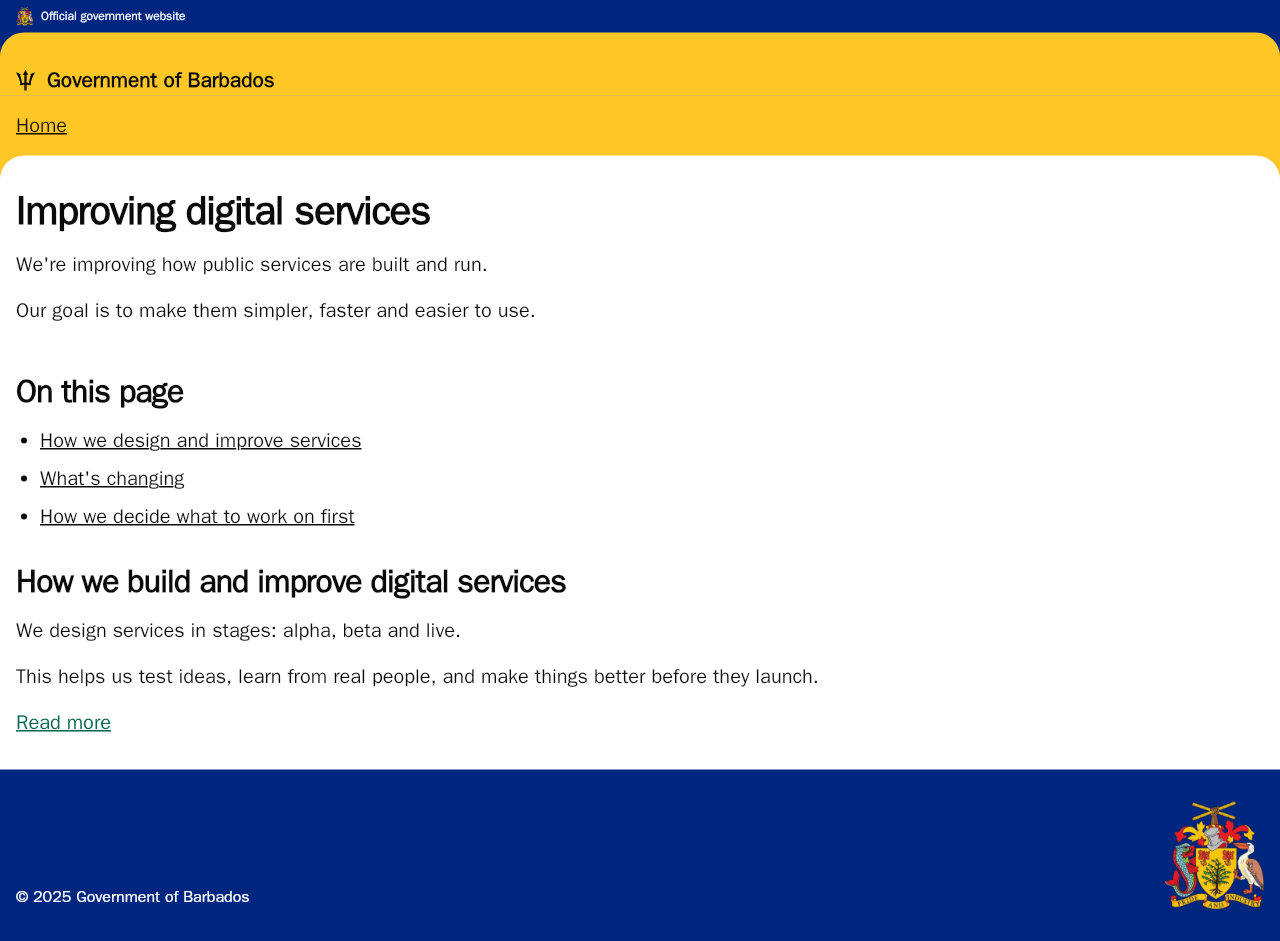 Official government website
Government of Barbados
Home
Improving digital services
We're improving how public services are built and run.
Our goal is to make them simpler, faster and easier to use.
On this page
• How we design and improve services
• What's changing
• How we decide what to work on first
How we build and improve digital services
We design services in stages: alpha, beta and live.
This helps us test ideas, learn from real people, and make things better before they launch.
Read more
© 2025 Government of Barbados
PRIDE AND INDUSTRY